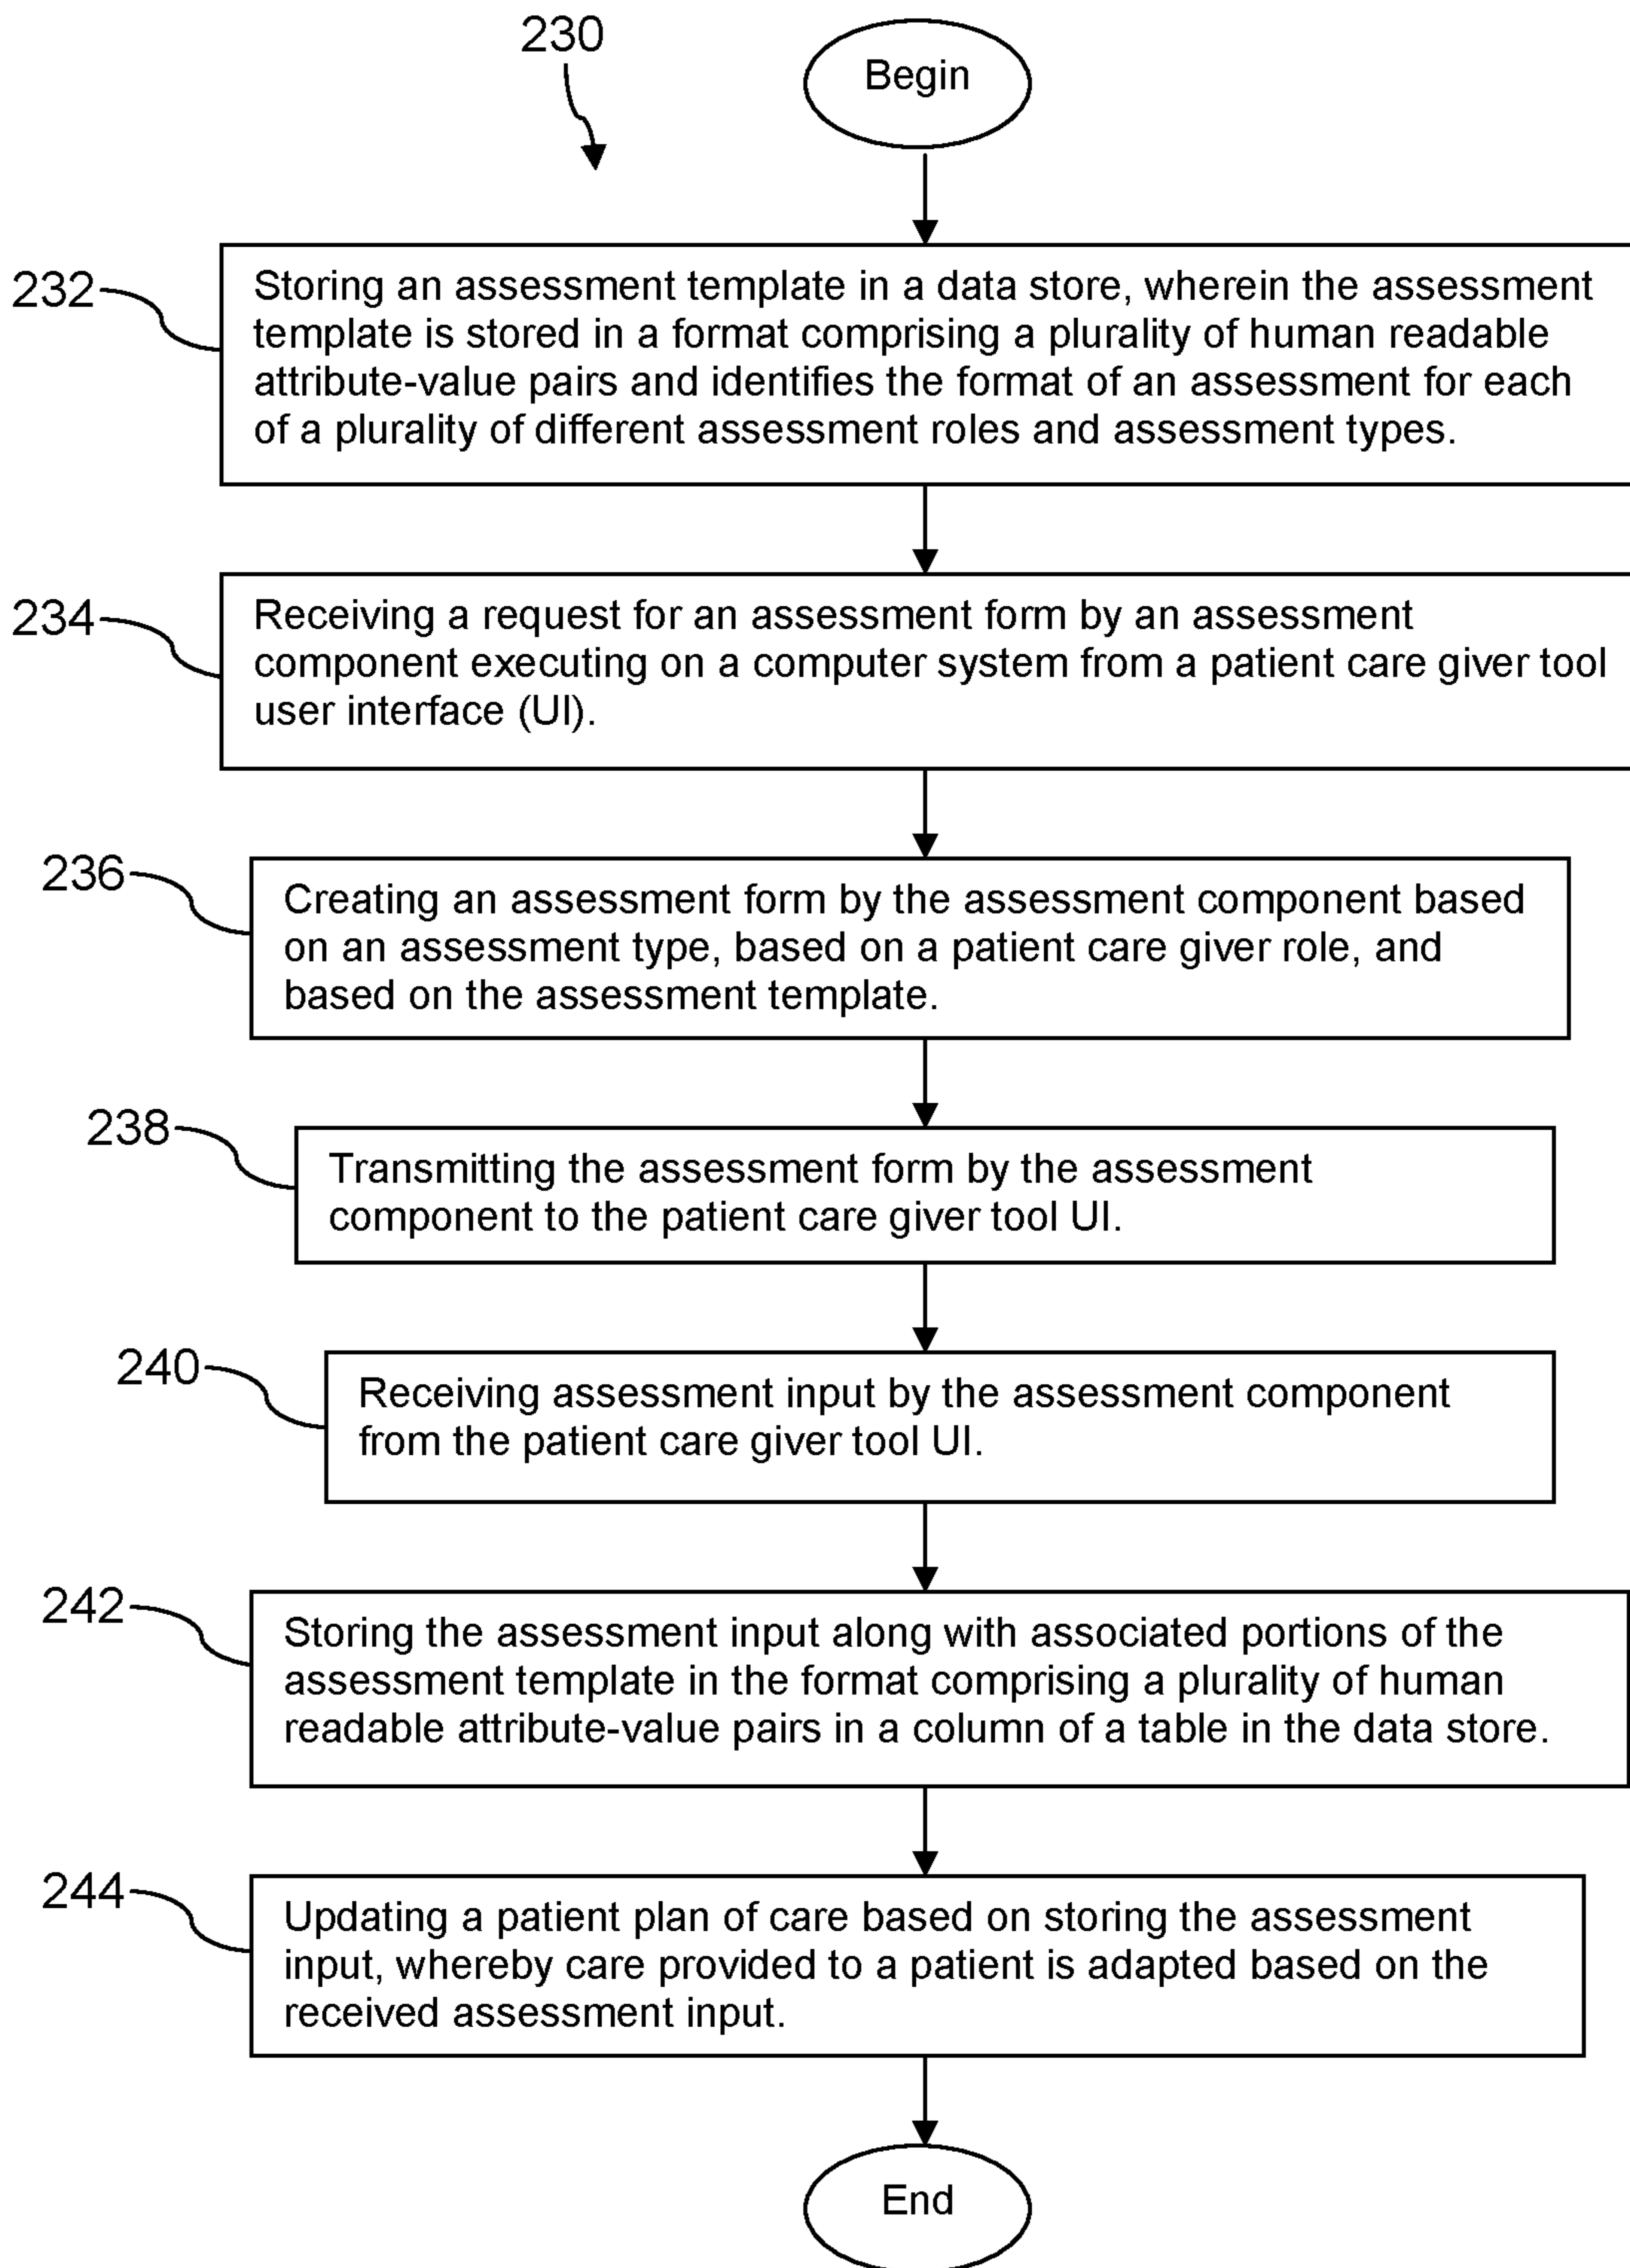 230
Begin
232
Storing an assessment template in a data store, wherein the assessment
template is stored in a format comprising a plurality of human readable
attribute-value pairs and identifies the format of an assessment for each
of a plurality of different assessment roles and assessment types.
234
Receiving a request for an assessment form by an assessment
component executing on a computer system from a patient care giver tool
user interface (UI).
236
Creating an assessment form by the assessment component based
on an assessment type, based on a patient care giver role, and
based on the assessment template.
238
Transmitting the assessment form by the assessment
component to the patient care giver tool UI.
240
Receiving assessment input by the assessment component
from the patient care giver tool UI.
242
Storing the assessment input along with associated portions of the
assessment template in the format comprising a plurality of human
readable attribute-value pairs in a column of a table in the data store.
244
Updating a patient plan of care based on storing the assessment
input, whereby care provided to a patient is adapted based on the
received assessment input.
End